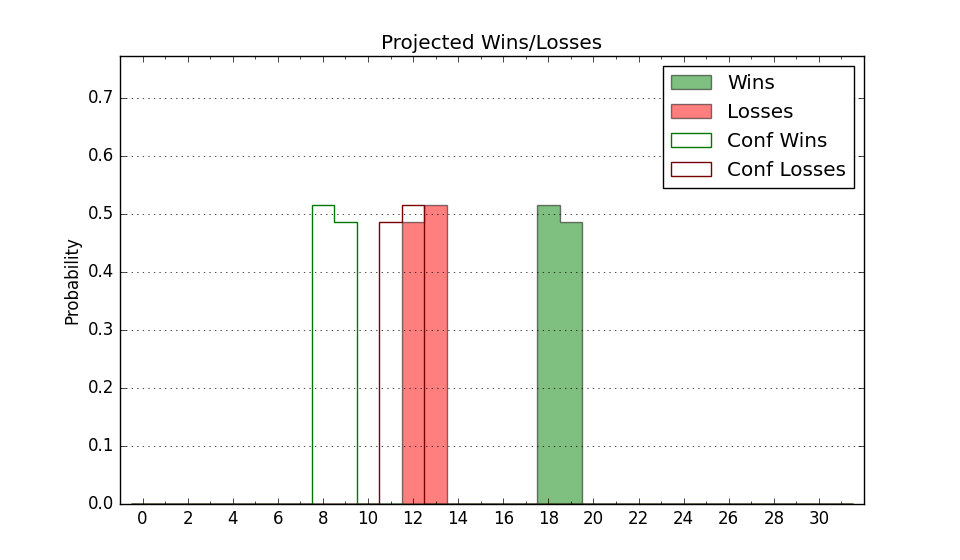 Projected Wins/Losses
Wins
Losses
Conf Wins
Conf Losses
Probability
0.7
0.6
0.5
0.4
0.3
0.2
0.1
0.0
0 2 4 6 8 10 12 14 16 18 20 22 24 26 28 30